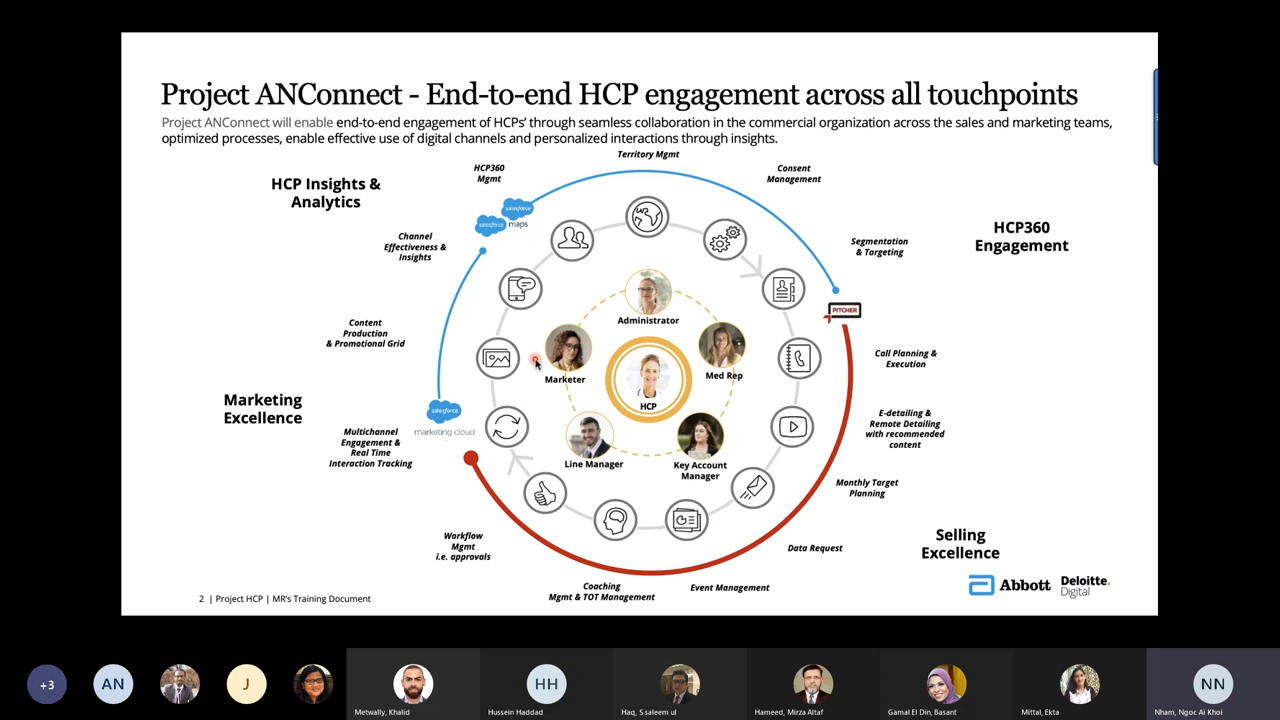 Project ANConnect - End-to-end HCP engagement across all touchpoints
Project ANConnect will enable end-to-end engagement of HCPs' through seamless collaboration in the commercial organization across the sales and marketing teams,
optimized processes, enable effective use of digital channels and personalized interactions through insights.
Territory Mgmt
HCP360
Mgmt
Consent
Management
HCP Insights &
Analytics
salesforce
salesforce
maps
HCP360
Engagement
Channel
Effectiveness &
Insights
Segmentation
& Targeting
PITCHER
Administrator
Content
Production
& Promotional Grid
Call Planning &
Execution
Marketer
Med Rep
HCP
Marketing
Excellence
salesforce
marketing cloud
E-detailing &
Remote Detailing
with recommended
content
Multichannel
Engagement &
Real Time
Interaction Tracking
Line Manager
Key Account
Manager
Monthly Target
Planning
Workflow
Mgmt
i.e. approvals
Data Request
Selling
Excellence
Coaching
Mgmt & TOT Management
Event Management
Abbott
Deloitte.
Digital
2 | Project HCP | MR's Training Document
+3
AN
J
HH
NN
Metwally, Khalid
Hussein Haddad
Haq, S saleem ul
Hameed, Mirza Altaf
Gamal El Din, Basant
Mittal, Ekta
Nham, Ngoc Ai Khoi